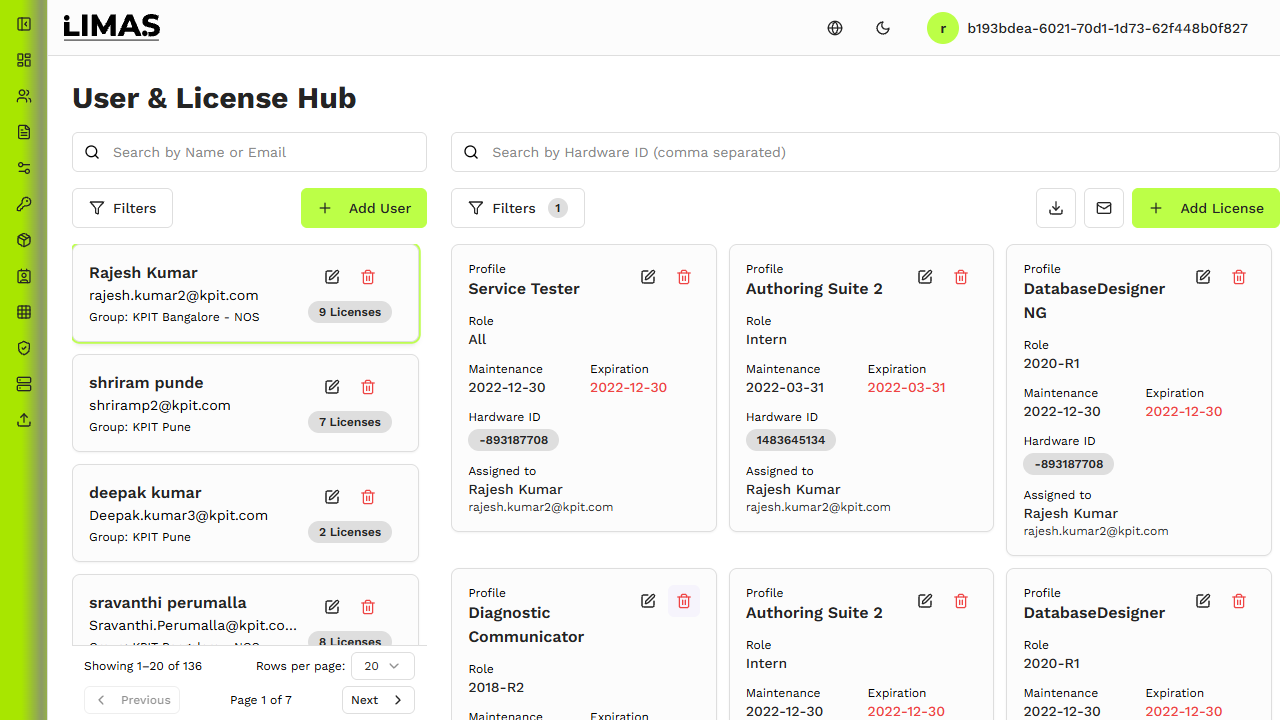 LIMAS
r
b193bdea-6021-70d1-1d73-62f448b0f827
User & License Hub
Search by Name or Email
Search by Hardware ID (comma separated)
Filters
Add User
Filters 1
Add License
Rajesh Kumar
rajesh.kumar2@kpit.com
Group: KPIT Bangalore - NOS
9 Licenses
shriram punde
shriramp2@kpit.com
Group: KPIT Pune
7 Licenses
deepak kumar
Deepak.kumar3@kpit.com
Group: KPIT Pune
2 Licenses
sravanthi perumalla
Sravanthi.Perumalla@kpit.co...
Group: KPIT Bangalore - NOS
8 Licenses
Showing 1–20 of 136
Rows per page: 20
Previous
Page 1 of 7
Next
Profile
Service Tester
Role
All
Maintenance Expiration
2022-12-30 2022-12-30
Hardware ID
-893187708
Assigned to
Rajesh Kumar
rajesh.kumar2@kpit.com
Profile
Authoring Suite 2
Role
Intern
Maintenance Expiration
2022-03-31 2022-03-31
Hardware ID
1483645134
Assigned to
Rajesh Kumar
rajesh.kumar2@kpit.com
Profile
DatabaseDesigner
NG
Role
2020-R1
Maintenance Expiration
2022-12-30 2022-12-30
Hardware ID
-893187708
Assigned to
Rajesh Kumar
rajesh.kumar2@kpit.com
Profile
Diagnostic
Communicator
Role
2018-R2
Maintenance Expiration
Profile
Authoring Suite 2
Role
Intern
Maintenance Expiration
2022-12-30 2022-12-30
Profile
DatabaseDesigner
Role
2020-R1
Maintenance Expiration
2022-12-30 2022-12-30